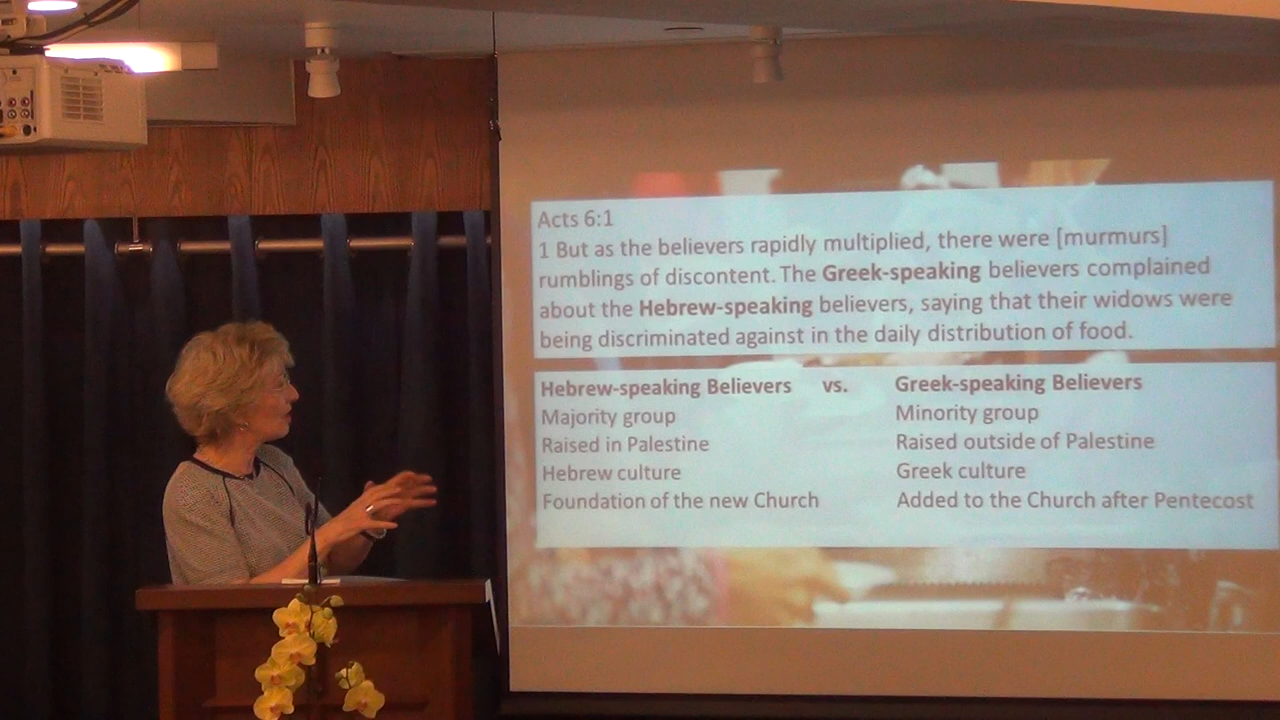 Acts 6:1
1 But as the believers rapidly multiplied, there were [murmurs]
rumblings of discontent. The Greek-speaking believers complained
about the Hebrew-speaking believers, saying that their widows were
being discriminated against in the daily distribution of food.
Hebrew-speaking Believers vs. Greek-speaking Believers
Majority group Minority group
Raised in Palestine Raised outside of Palestine
Hebrew culture Greek culture
Foundation of the new Church Added to the Church after Pentecost